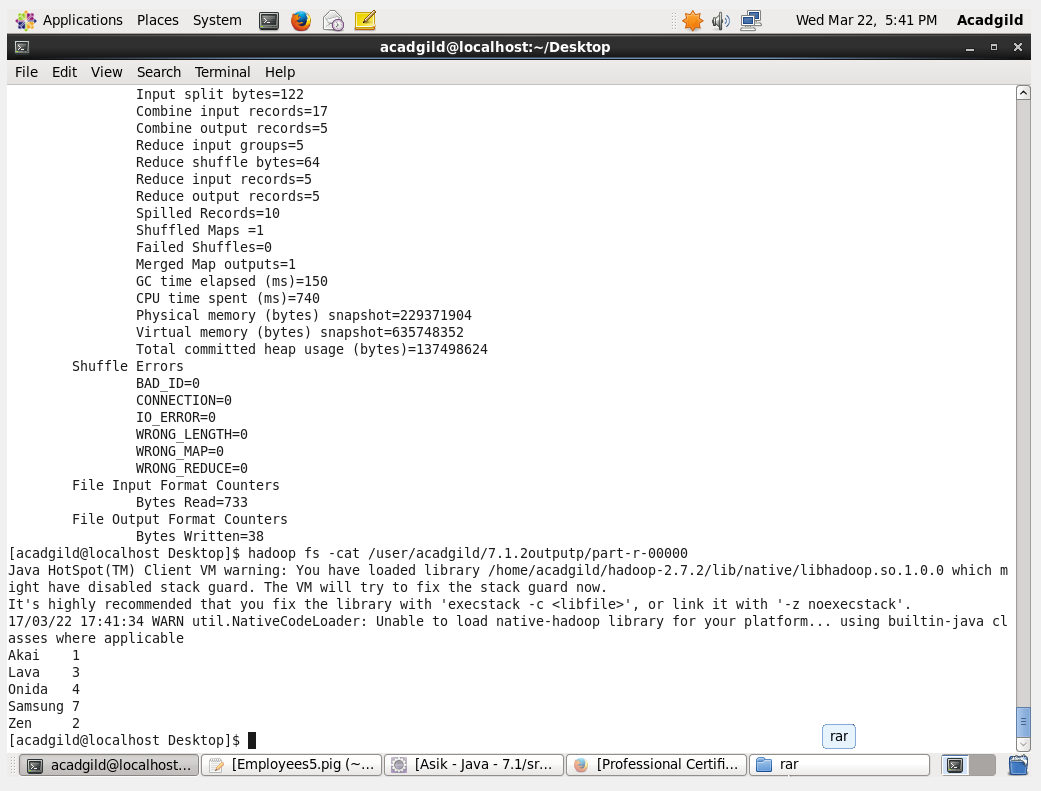 Applications Places System Wed Mar 22, 5:41 PM Acadgild
acadgild@localhost:~/Desktop
File Edit View Search Terminal Help
Input split bytes=122
Combine input records=17
Combine output records=5
Reduce input groups=5
Reduce shuffle bytes=64
Reduce input records=5
Reduce output records=5
Spilled Records=10
Shuffled Maps =1
Failed Shuffles=0
Merged Map outputs=1
GC time elapsed (ms)=150
CPU time spent (ms)=740
Physical memory (bytes) snapshot=229371904
Virtual memory (bytes) snapshot=635748352
Total committed heap usage (bytes)=137498624
Shuffle Errors
BAD_ID=0
CONNECTION=0
IO_ERROR=0
WRONG_LENGTH=0
WRONG_MAP=0
WRONG_REDUCE=0
File Input Format Counters
Bytes Read=733
File Output Format Counters
Bytes Written=38
[acadgild@localhost Desktop]$ hadoop fs -cat /user/acadgild/7.1.2outputp/part-r-00000
Java HotSpot(TM) Client VM warning: You have loaded library /home/acadgild/hadoop-2.7.2/lib/native/libhadoop.so.1.0.0 which m
ight have disabled stack guard. The VM will try to fix the stack guard now.
It's highly recommended that you fix the library with 'execstack -c <libfile>', or link it with '-z noexecstack'.
17/03/22 17:41:34 WARN util.NativeCodeLoader: Unable to load native-hadoop library for your platform... using builtin-java cl
asses where applicable
Akai 1
Lava 3
Onida 4
Samsung 7
Zen 2
[acadgild@localhost Desktop]$
rar
acadgild@localhost:... [Employees5.pig (~... [Asik - Java - 7.1/sr... [Professional Certifi... rar